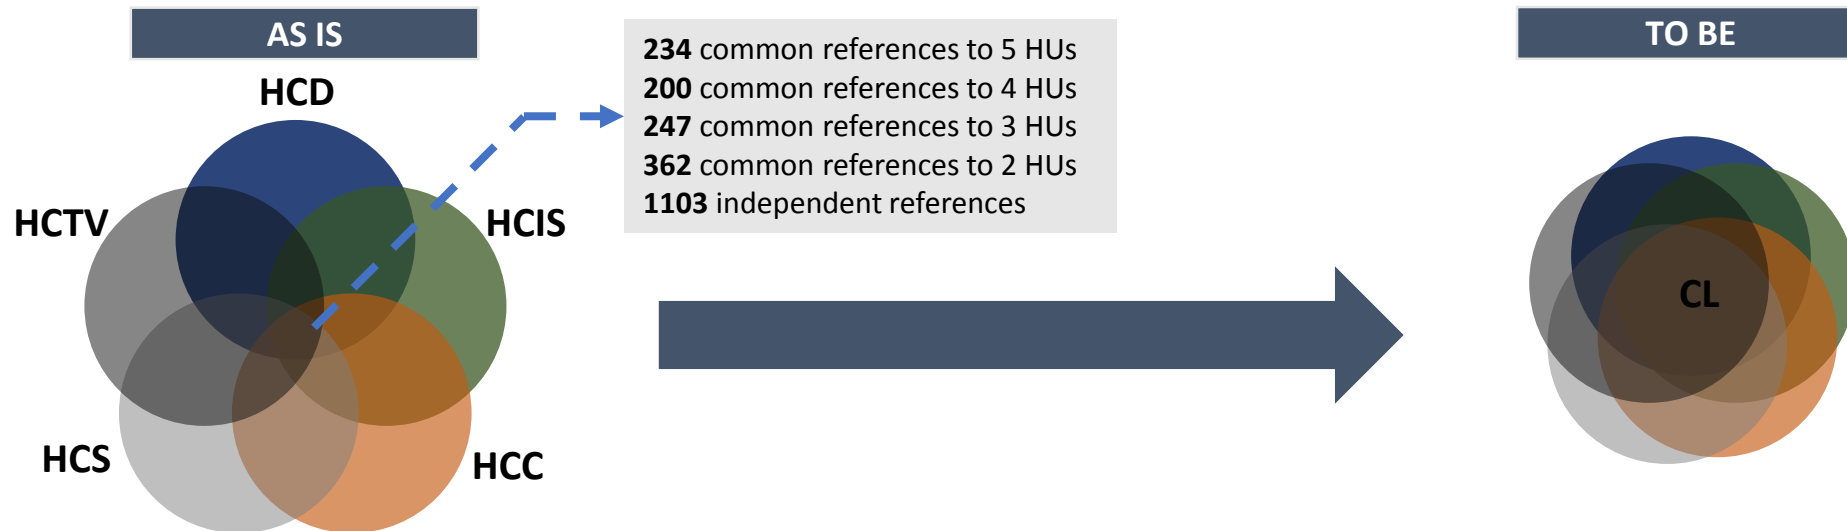 AS IS
HCD
HCTV
HCIS
HCS
HCC
234 common references to 5 HUs
200 common references to 4 HUs
247 common references to 3 HUs
362 common references to 2 HUs
1103 independent references
TO BE
CL